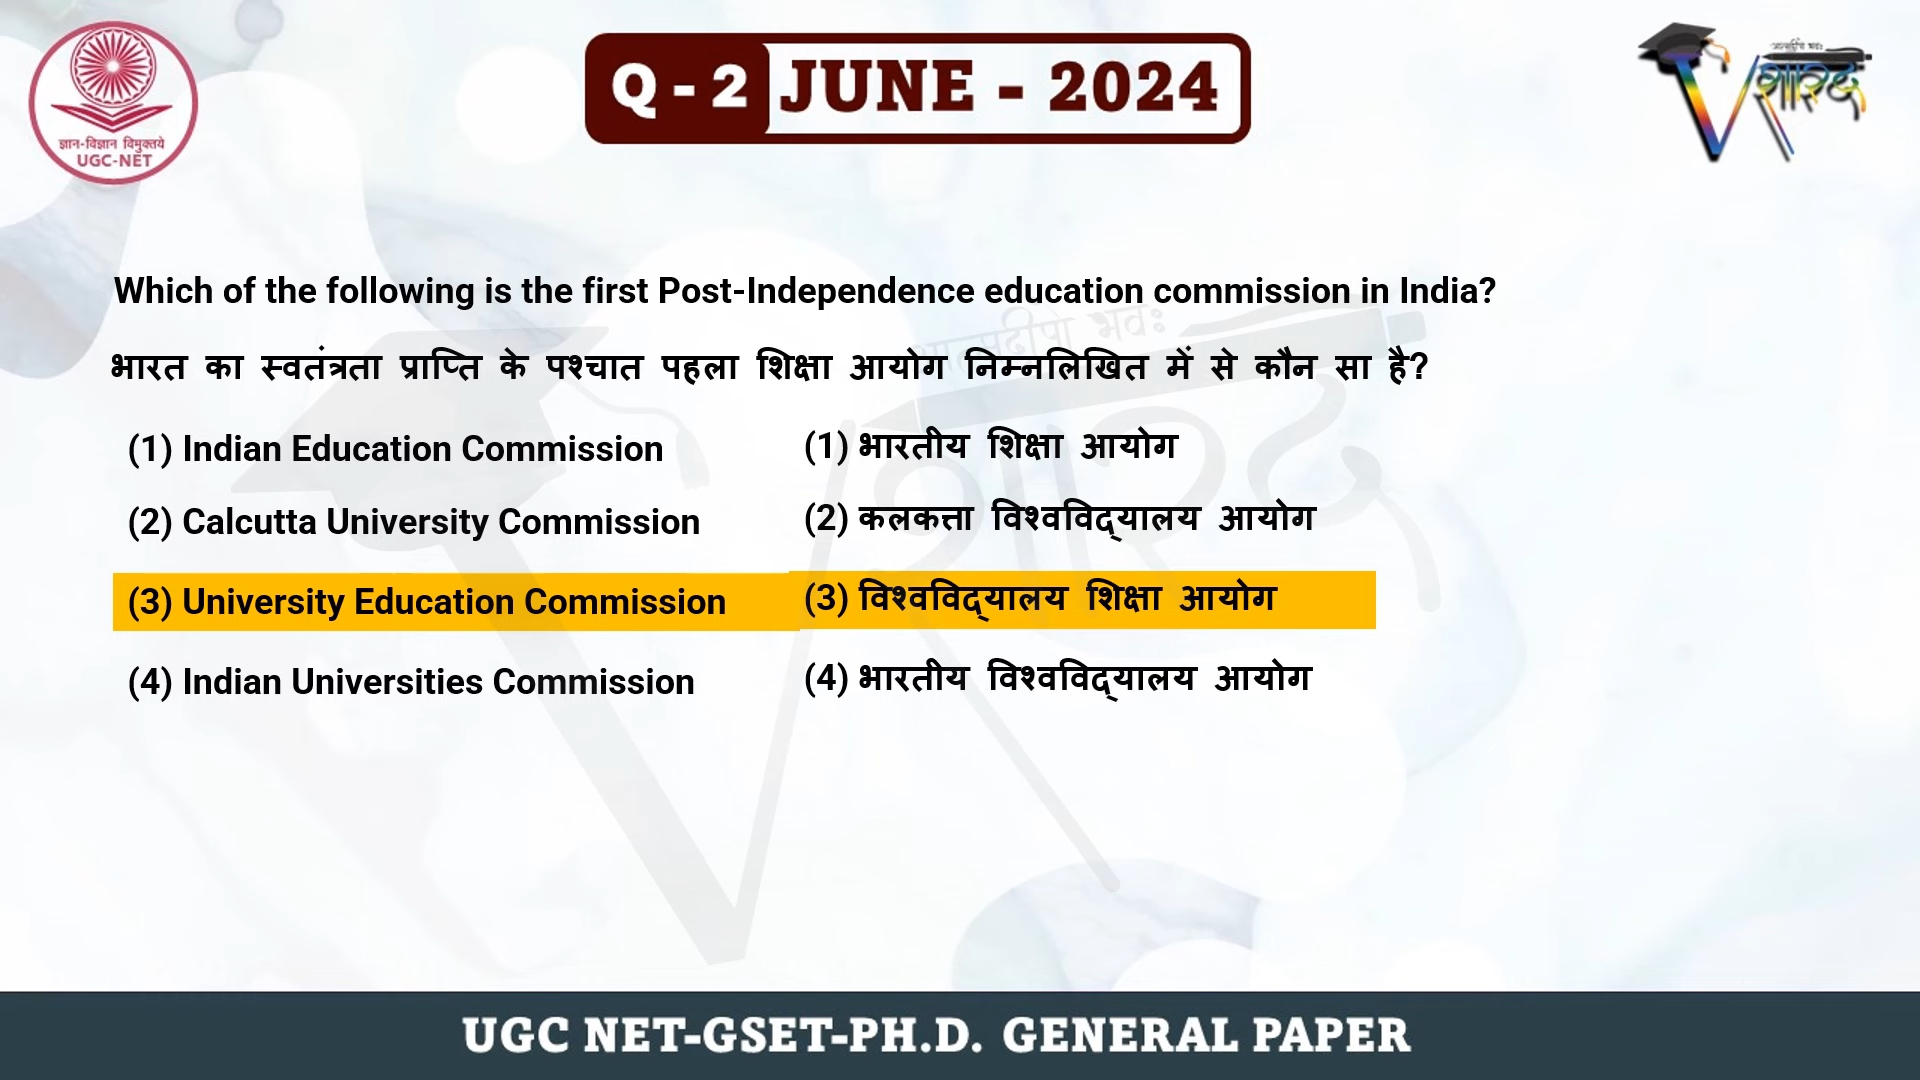 ज्ञान-विज्ञान विमुक्तये
UGC-NET
Q - 2 JUNE - 2024
शारद
Which of the following is the first Post-Independence education commission in India?
भारत का स्वतंत्रता प्राप्ति के पश्चात पहला शिक्षा आयोग निम्नलिखित में से कौन सा है?
(1) Indian Education Commission
(1) भारतीय शिक्षा आयोग
(2) Calcutta University Commission
(2) कलकत्ता विश्वविद्यालय आयोग
(3) University Education Commission
(3) विश्वविद्यालय शिक्षा आयोग
(4) Indian Universities Commission
(4) भारतीय विश्वविद्यालय आयोग
UGC NET-GSET-PH.D. GENERAL PAPER